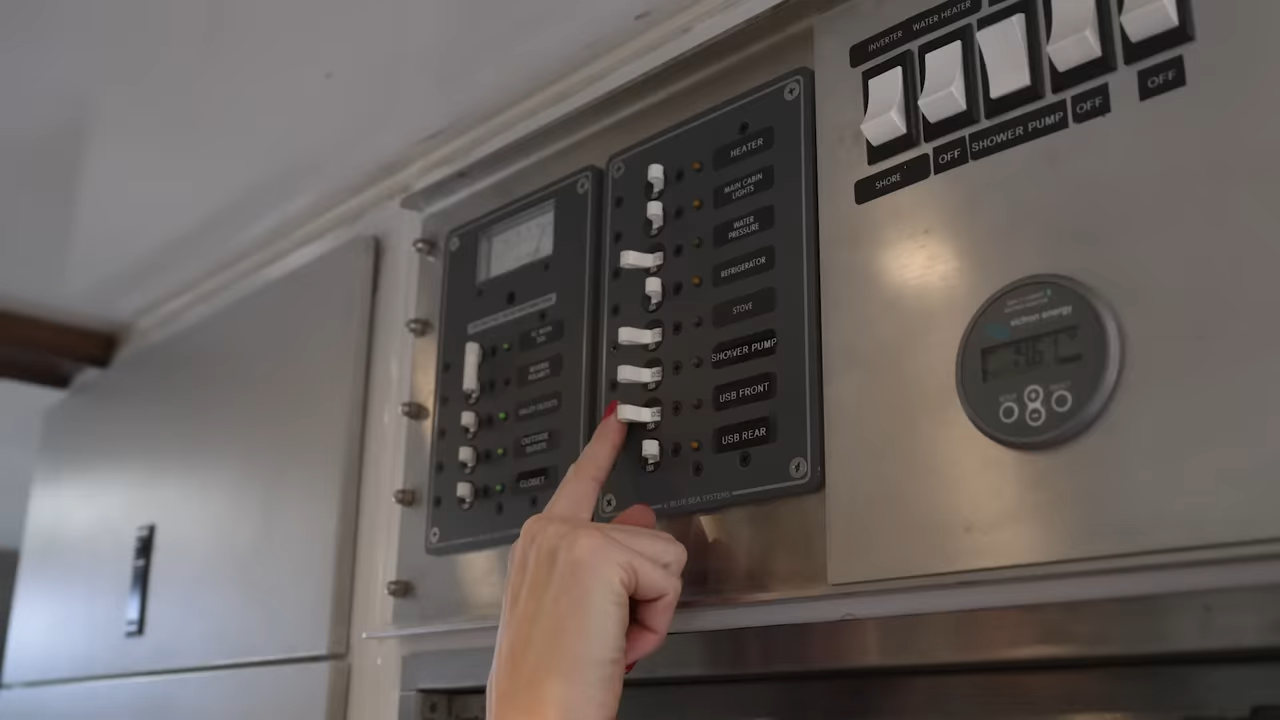 INVERTER
WATER HEATER
SHORE
OFF
SHOWER PUMP
OFF
OFF
HEATER
MAIN CABIN
LIGHTS
WATER
PRESSURE
REFRIGERATOR
STOVE
SHOWER PUMP
USB FRONT
USB REAR
BLUE SEA SYSTEMS
OUTSIDE
OUTLETS
CLOSET
victron energy